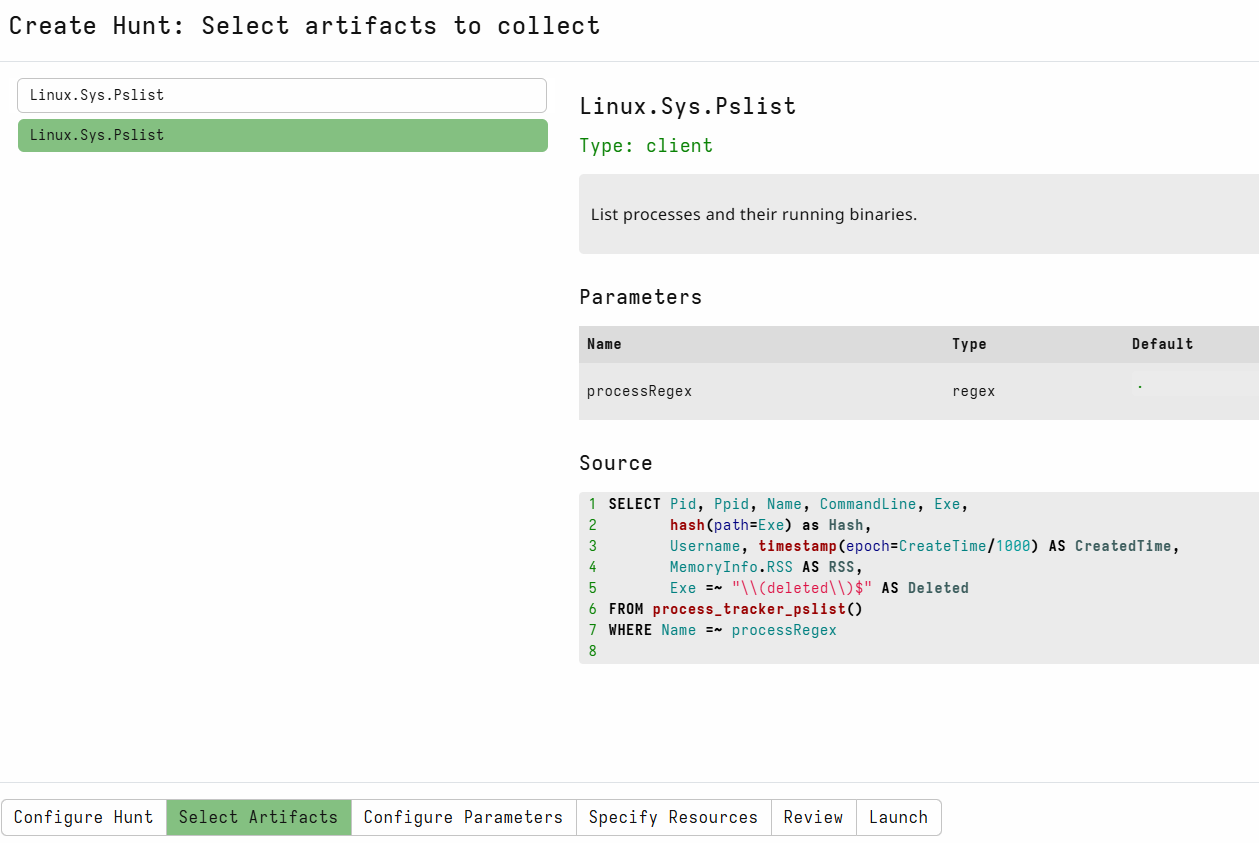 Create Hunt: Select artifacts to collect
Linux.Sys.Pslist
Linux.Sys.Pslist
Linux.Sys.Pslist
Type: client
List processes and their running binaries.
Parameters
Name Type Default
processRegex regex .
Source
1 SELECT Pid, Ppid, Name, CommandLine, Exe,
2        hash(path=Exe) as Hash,
3        Username, timestamp(epoch=CreateTime/1000) AS CreatedTime,
4        MemoryInfo.RSS AS RSS,
5        Exe =~ "\\(deleted\\)$" AS Deleted
6 FROM process_tracker_pslist()
7 WHERE Name =~ processRegex
8
Configure Hunt Select Artifacts Configure Parameters Specify Resources Review Launch